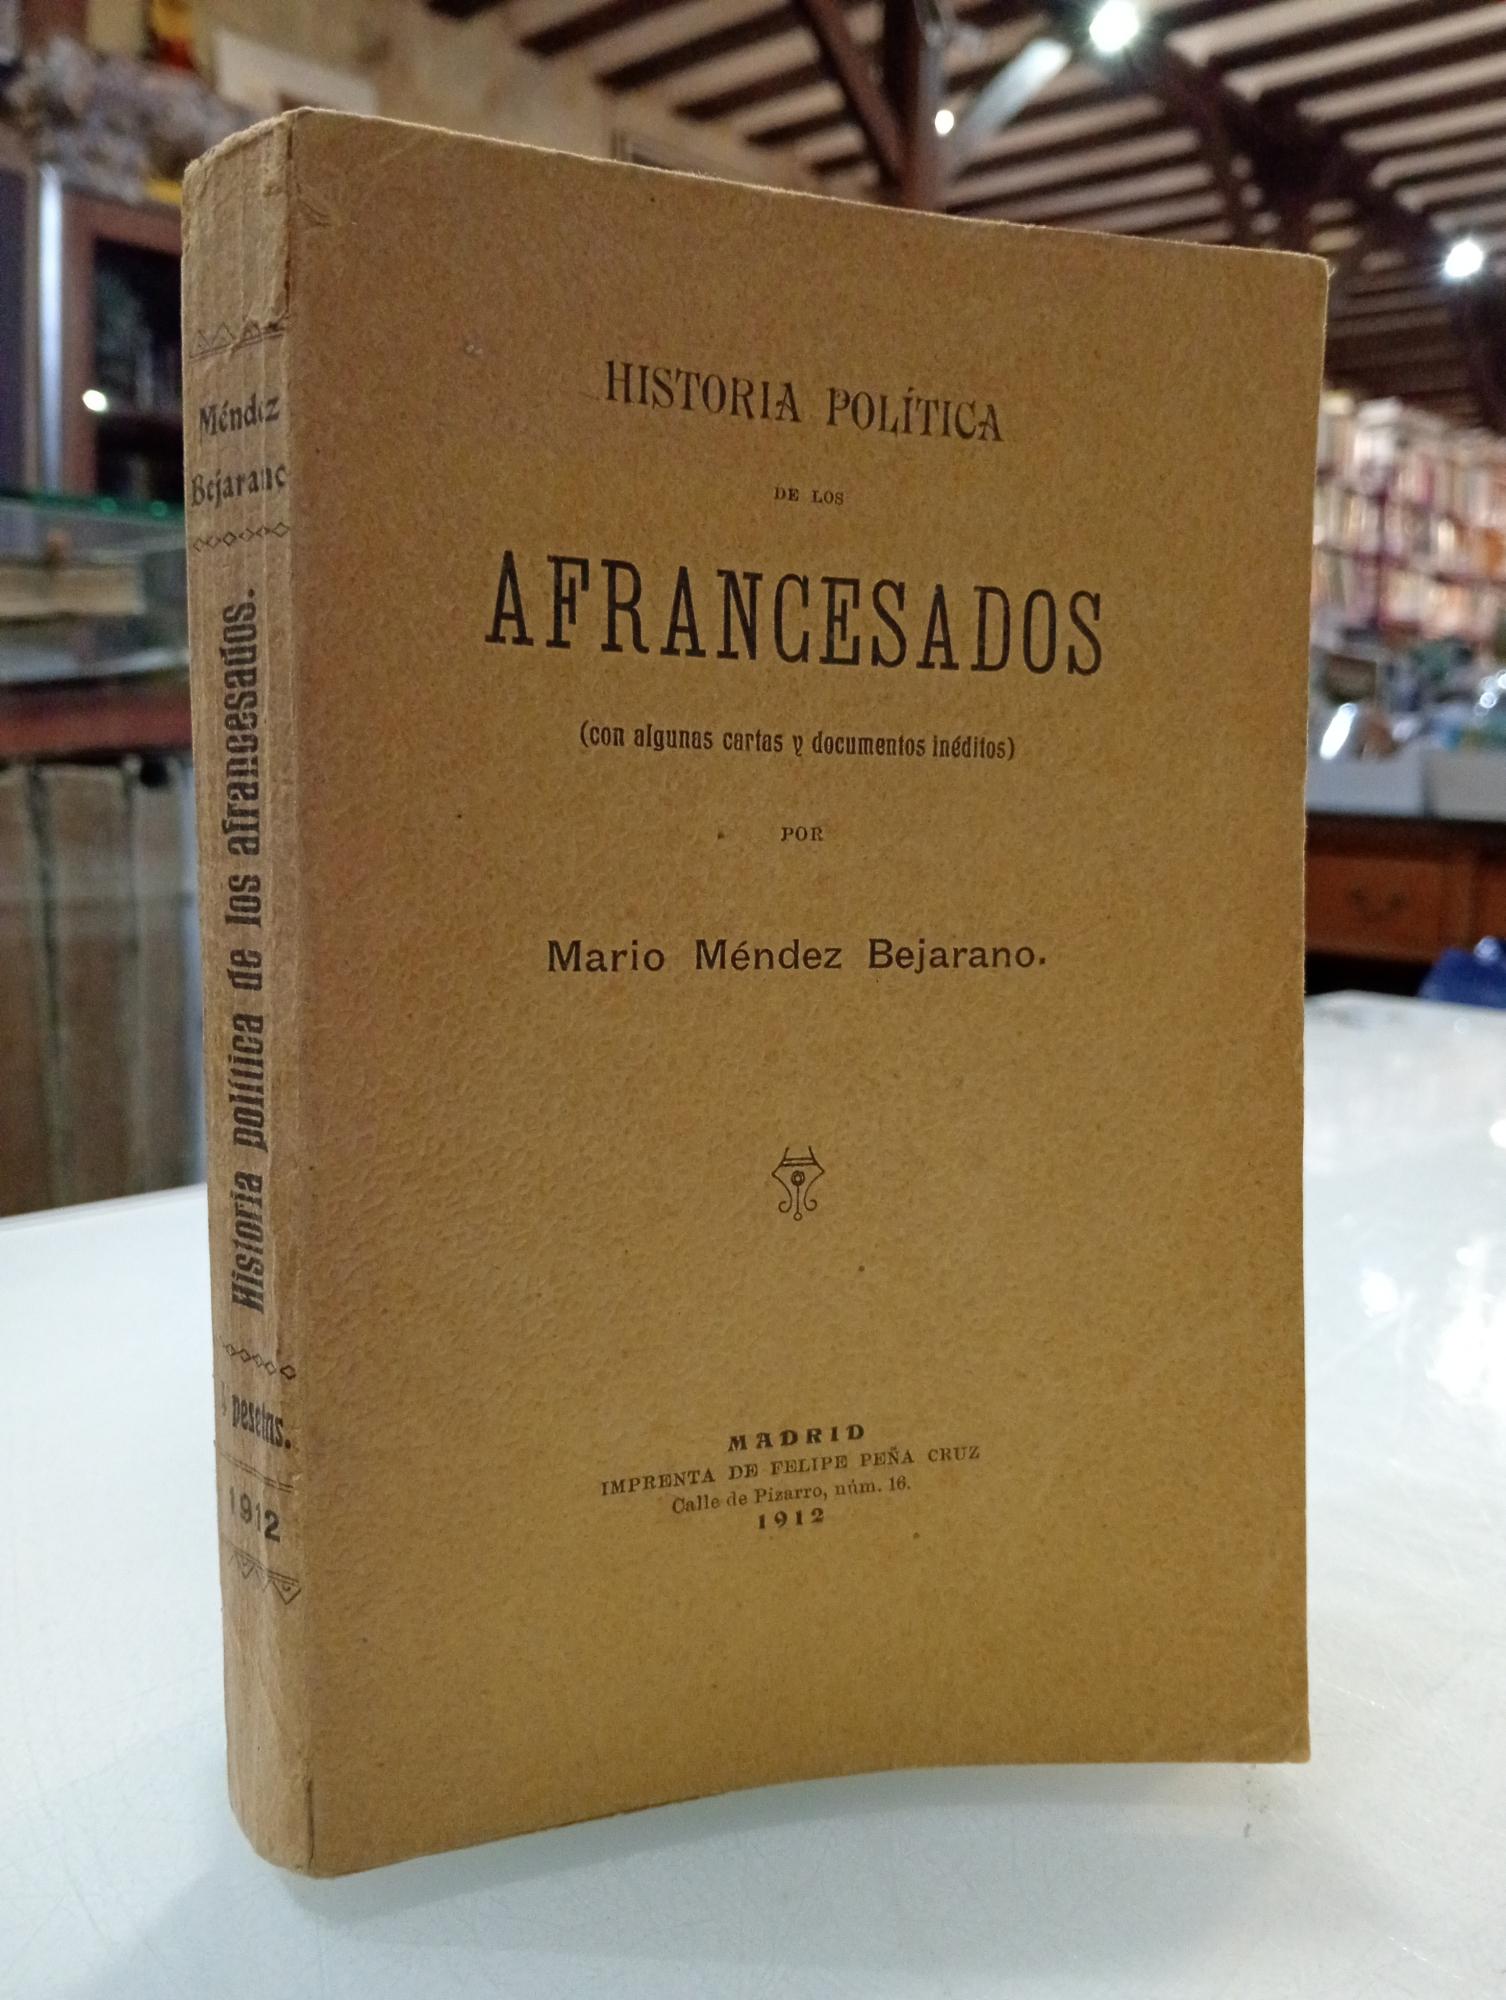 Méndez
Bejarano
Historia política de los afrancesados.
pesetas.
1912
HISTORIA POLÍTICA
DE LOS
AFRANCESADOS
(con algunas cartas y documentos inéditos)
POR
Mario Méndez Bejarano.
MADRID
IMPRENTA DE FELIPE PEÑA CRUZ
Calle de Pizarro, núm. 16.
1912